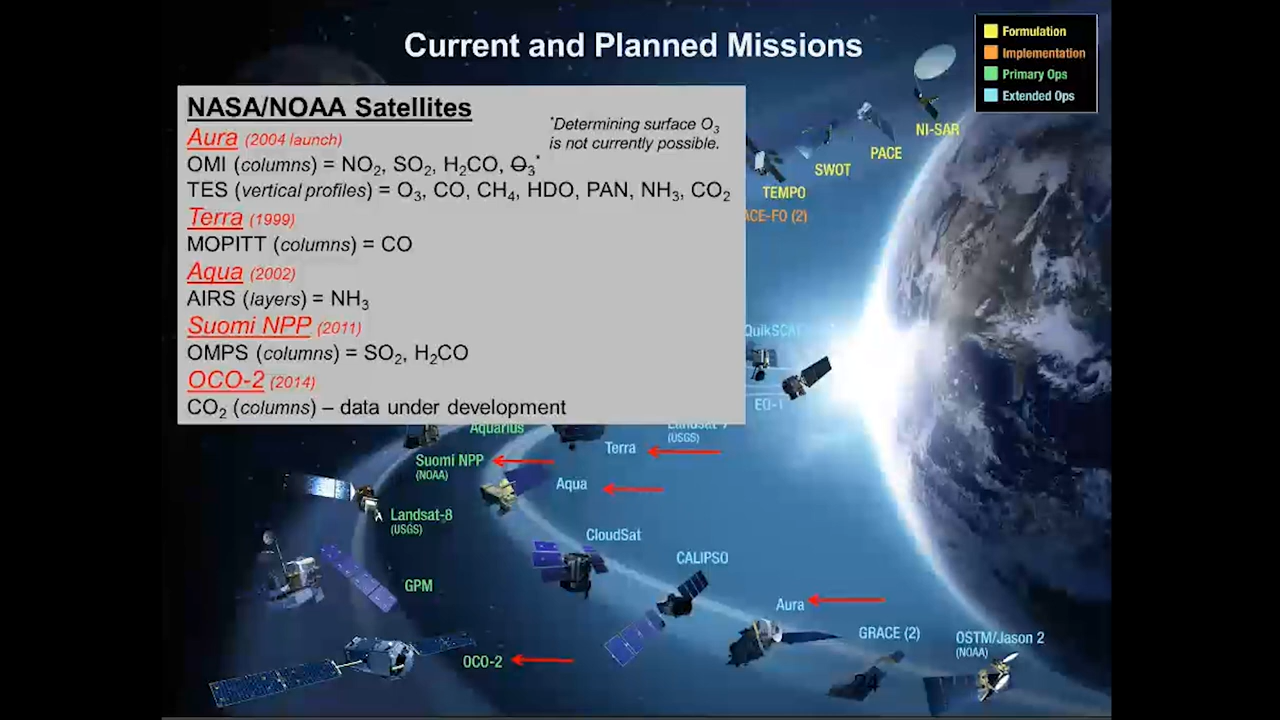 Current and Planned Missions
Formulation
Implementation
Primary Ops
Extended Ops
NASA/NOAA Satellites
*Determining surface O₃
is not currently possible.
Aura (2004 launch)
OMI (columns) = NO₂, SO₂, H₂CO, O₃*
TES (vertical profiles) = O₃, CO, CH₄, HDO, PAN, NH₃, CO₂
Terra (1999)
MOPITT (columns) = CO
Aqua (2002)
AIRS (layers) = NH₃
Suomi NPP (2011)
OMPS (columns) = SO₂, H₂CO
OCO-2 (2014)
CO₂ (columns) – data under development
NI-SAR
PACE
SWOT
TEMPO
ACE-FO (2)
QuikSCAT
EO-1
Landsat-7
(USGS)
Aquarius
Terra
Suomi NPP
(NOAA)
Aqua
Landsat-8
(USGS)
CloudSat
CALIPSO
GPM
Aura
GRACE (2)
OSTM/Jason 2
(NOAA)
OCO-2
24